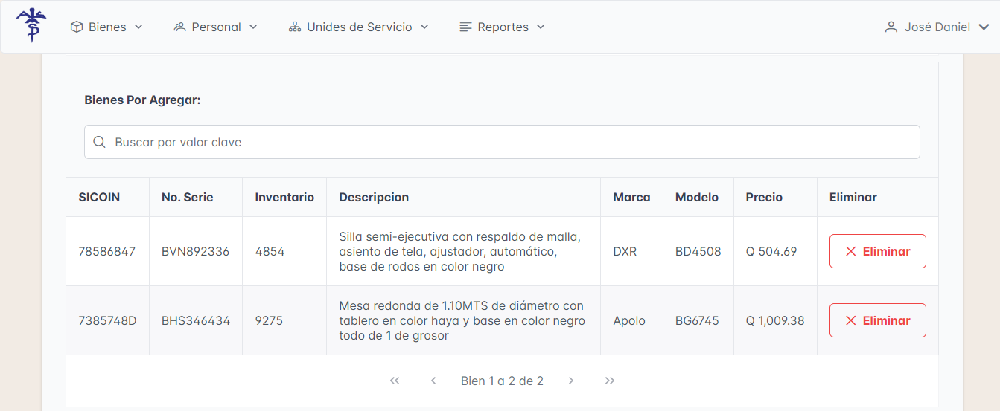 Bienes
Personal
Unides de Servicio
Reportes
José Daniel
Bienes Por Agregar:
Buscar por valor clave
SICOIN No. Serie Inventario Descripcion Marca Modelo Precio Eliminar
78586847 BVN892336 4854 Silla semi-ejecutiva con respaldo de malla,
asiento de tela, ajustador, automático,
base de rodos en color negro
DXR BD4508 Q 504.69 Eliminar
7385748D BHS346434 9275 Mesa redonda de 1.10MTS de diámetro con
tablero en color haya y base en color negro
todo de 1 de grosor
Apolo BG6745 Q 1,009.38 Eliminar
Bien 1 a 2 de 2